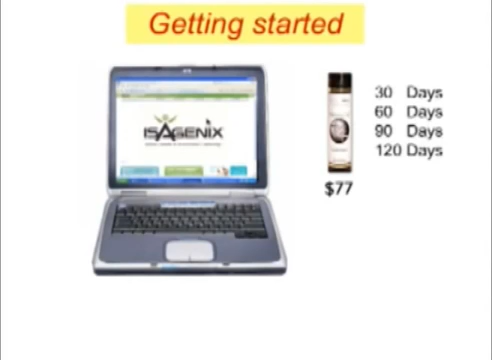 Getting started
ISAGENIX
30 Days
60 Days
90 Days
120 Days
$77